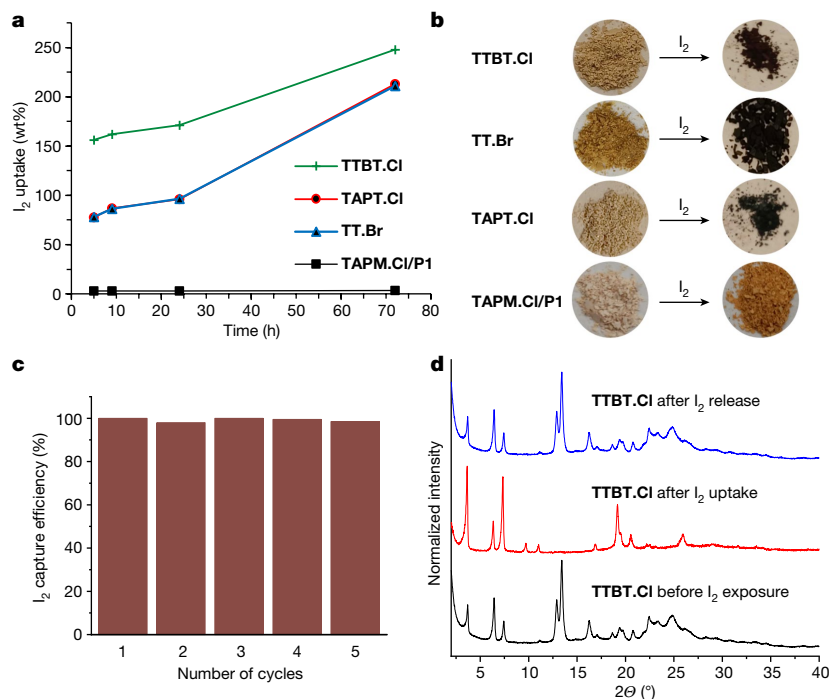 a
I₂ uptake (wt%)
300
250
200
150
100
50
0
0 10 20 30 40 50 60 70 80
Time (h)
TTBT.Cl
TAPT.Cl
TT.Br
TAPM.Cl/P1
b
TTBT.Cl I₂
TT.Br I₂
TAPT.Cl I₂
TAPM.Cl/P1 I₂
c
I₂ capture efficiency (%)
120
100
80
60
40
20
0
1 2 3 4 5
Number of cycles
d
Normalized intensity
TTBT.Cl after I₂ release
TTBT.Cl after I₂ uptake
TTBT.Cl before I₂ exposure
5 10 15 20 25 30 35 40
2Θ (°)